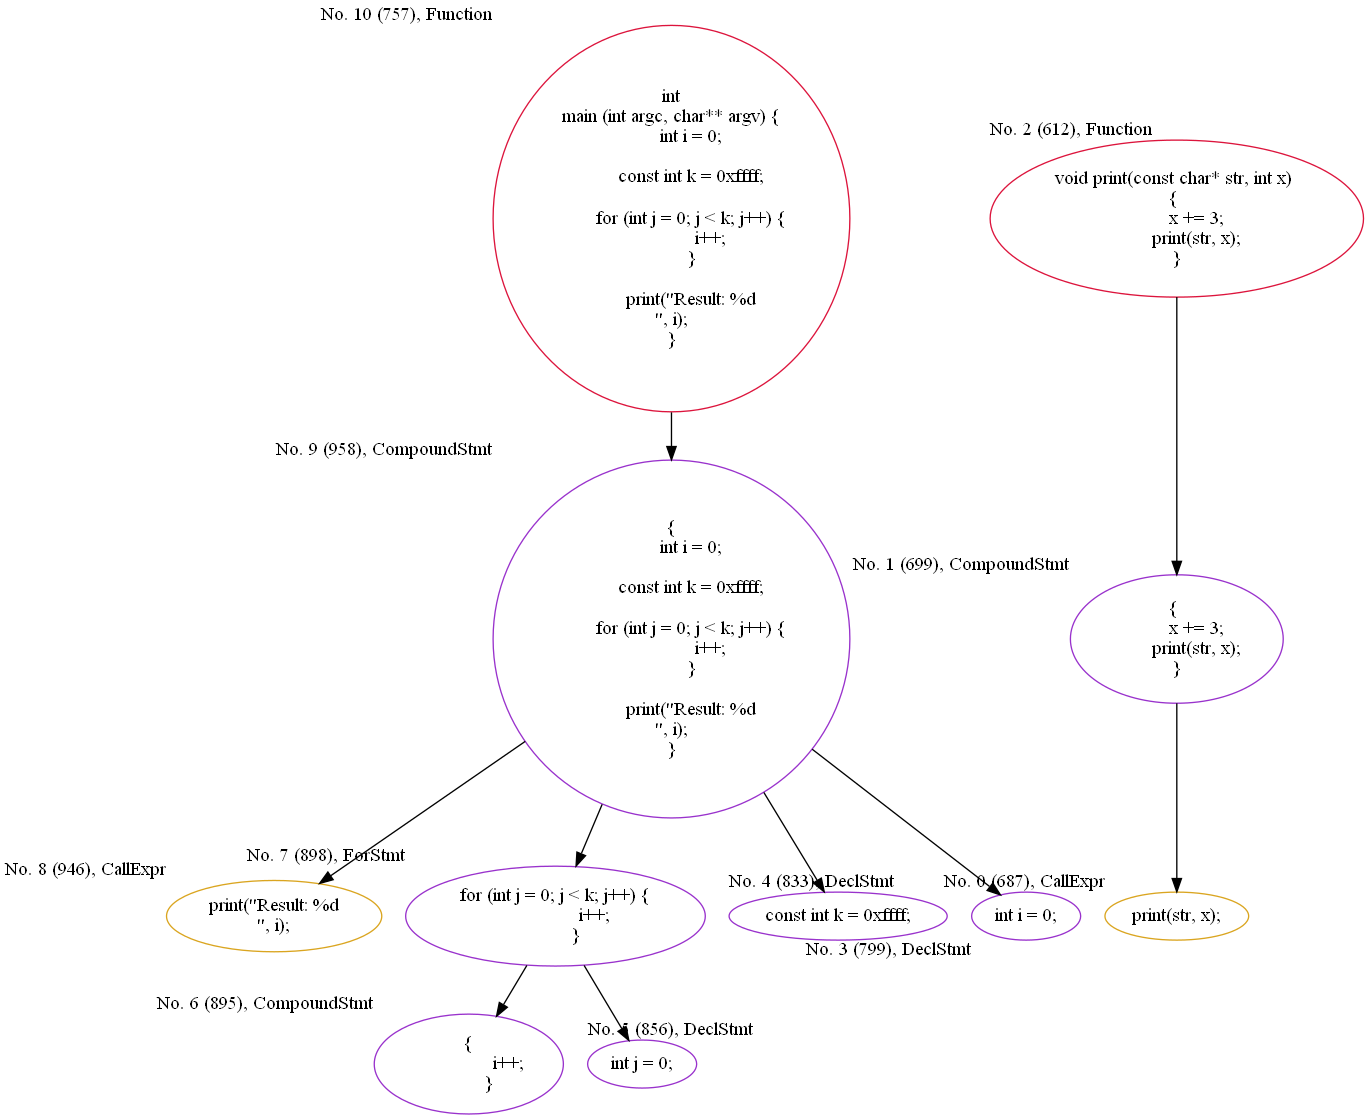 No. 10 (757), Function
int
main (int argc, char** argv) {
int i = 0;
const int k = 0xffff;
for (int j = 0; j < k; j++) {
i++;
}
print("Result: %d
", i);
}
No. 2 (612), Function
void print(const char* str, int x)
{
x += 3;
print(str, x);
}
No. 9 (958), CompoundStmt
{
int i = 0;
const int k = 0xffff;
for (int j = 0; j < k; j++) {
i++;
}
print("Result: %d
", i);
}
No. 1 (699), CompoundStmt
{
x += 3;
print(str, x);
}
No. 8 (946), CallExpr
print("Result: %d
", i);
No. 7 (898), ForStmt
for (int j = 0; j < k; j++) {
i++;
}
No. 4 (833), DeclStmt
const int k = 0xffff;
No. 3 (799), DeclStmt
int i = 0;
No. 0 (687), CallExpr
print(str, x);
No. 6 (895), CompoundStmt
{
i++;
}
No. 5 (856), DeclStmt
int j = 0;